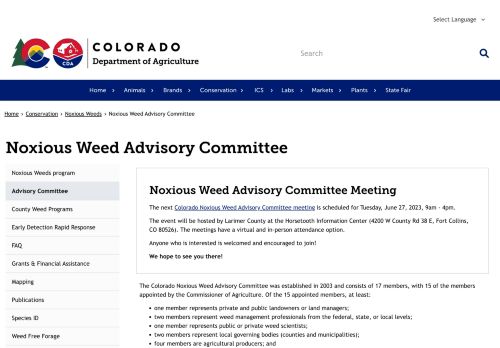 Select Language
COLORADO
Department of Agriculture
CDA
Search
Home Animals Brands Conservation ICS Labs Markets Plants State Fair
Home › Conservation › Noxious Weeds › Noxious Weed Advisory Committee
Noxious Weed Advisory Committee
Noxious Weeds program
Advisory Committee
County Weed Programs
Early Detection Rapid Response
FAQ
Grants & Financial Assistance
Mapping
Publications
Species ID
Weed Free Forage
Noxious Weed Advisory Committee Meeting
The next Colorado Noxious Weed Advisory Committee meeting is scheduled for Tuesday, June 27, 2023, 9am - 4pm.
The event will be hosted by Larimer County at the Horsetooth Information Center (4200 W County Rd 38 E, Fort Collins,
CO 80526). The meetings have a virtual and in-person attendance option.
Anyone who is interested is welcomed and encouraged to join!
We hope to see you there!
The Colorado Noxious Weed Advisory Committee was established in 2003 and consists of 17 members, with 15 of the members
appointed by the Commissioner of Agriculture. Of the 15 appointed members, at least:
• one member represents private and public landowners or land managers;
• two members represent weed management professionals from the federal, state, or local levels;
• one member represents public or private weed scientists;
• two members represent local governing bodies (counties and municipalities);
• four members are agricultural producers; and